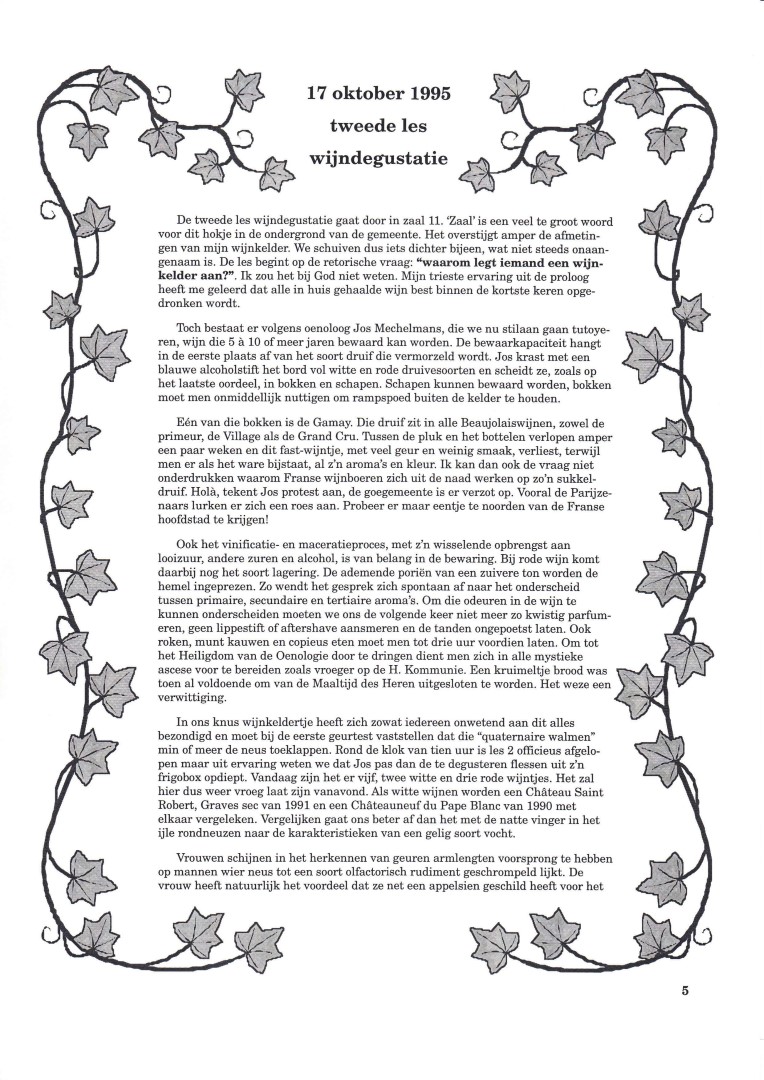 17 oktober 1995
tweede les
wijndegustatie
De tweede les wijndegustatie gaat door in zaal 11. ‘Zaal’ is een veel te groot woord
voor dit hokje in de ondergrond van de gemeente. Het overstijgt amper de afmetin-
gen van mijn wijnkelder. We schuiven dus iets dichter bijeen, wat niet steeds onaan-
genaam is. De les begint op de retorische vraag: “waarom legt iemand een wijn-
kelder aan?”. Ik zou het bij God niet weten. Mijn trieste ervaring uit de proloog
heeft me geleerd dat alle in huis gehaalde wijn best binnen de kortste keren opge-
dronken wordt.
Toch bestaat er volgens oenoloog Jos Mechelmans, die we nu stilaan gaan tutoye-
ren, wijn die 5 à 10 of meer jaren bewaard kan worden. De bewaarkapaciteit hangt
in de eerste plaats af van het soort druif die vermorzeld wordt. Jos krast met een
blauwe alcoholstift het bord vol witte en rode druivesoorten en scheidt ze, zoals op
het laatste oordeel, in bokken en schapen. Schapen kunnen bewaard worden, bokken
moet men onmiddellijk nuttigen om rampspoed buiten de kelder te houden.
Eén van die bokken is de Gamay. Die druif zit in alle Beaujolaiswijnen, zowel de
primeur, de Village als de Grand Cru. Tussen de pluk en het bottelen verlopen amper
een paar weken en dit fast-wijntje, met veel geur en weinig smaak, verliest, terwijl
men er als het ware bijstaat, al z’n aroma’s en kleur. Ik kan dan ook de vraag niet
onderdrukken waarom Franse wijnboeren zich uit de naad werken op zo’n sukkel-
druif. Holà, tekent Jos protest aan, de goegemeente is er verzot op. Vooral de Parijze-
naars lurken er zich een roes aan. Probeer er maar eentje te noorden van de Franse
hoofdstad te krijgen!
Ook het vinificatie- en maceratieproces, met z’n wisselende opbrengst aan
looizuur, andere zuren en alcohol, is van belang in de bewaring. Bij rode wijn komt
daarbij nog het soort lagering. De ademende poriën van een zuivere ton worden de
hemel ingeprezen. Zo wendt het gesprek zich spontaan af naar het onderscheid
tussen primaire, secundaire en tertiaire aroma’s. Om die odeuren in de wijn te
kunnen onderscheiden moeten we ons de volgende keer niet meer zo kwistig parfum-
eren, geen lippestift of aftershave aansmeren en de tanden ongepoetst laten. Ook
roken, munt kauwen en copieus eten moet men tot drie uur voordien laten. Om tot
het Heiligdom van de Oenologie door te dringen dient men zich in alle mystieke
ascese voor te bereiden zoals vroeger op de H. Kommunie. Een kruimeltje brood was
toen al voldoende om van de Maaltijd des Heren uitgesloten te worden. Het weze een
verwittiging.
In ons knus wijnkeldertje heeft zich zowat iedereen onwetend aan dit alles
bezondigd en moet bij de eerste geurtest vaststellen dat die “quaternaire walmen”
min of meer de neus toeklappen. Rond de klok van tien uur is les 2 officieus afgelo-
pen maar uit ervaring weten we dat Jos pas dan de te degusteren flessen uit z’n
frigobox opdiept. Vandaag zijn het er vijf, twee witte en drie rode wijntjes. Het zal
hier dus weer vroeg laat zijn vanavond. Als witte wijnen worden een Château Saint
Robert, Graves sec van 1991 en een Châteauneuf du Pape Blanc van 1990 met
elkaar vergeleken. Vergelijken gaat ons beter af dan het met de natte vinger in het
ijle rondneuzen naar de karakteristieken van een gelig soort vocht.
Vrouwen schijnen in het herkennen van geuren armlengten voorsprong te hebben
op mannen wier neus tot een soort olfactorisch rudiment geschrompeld lijkt. De
vrouw heeft natuurlijk het voordeel dat ze net een appelsien geschild heeft voor het
5